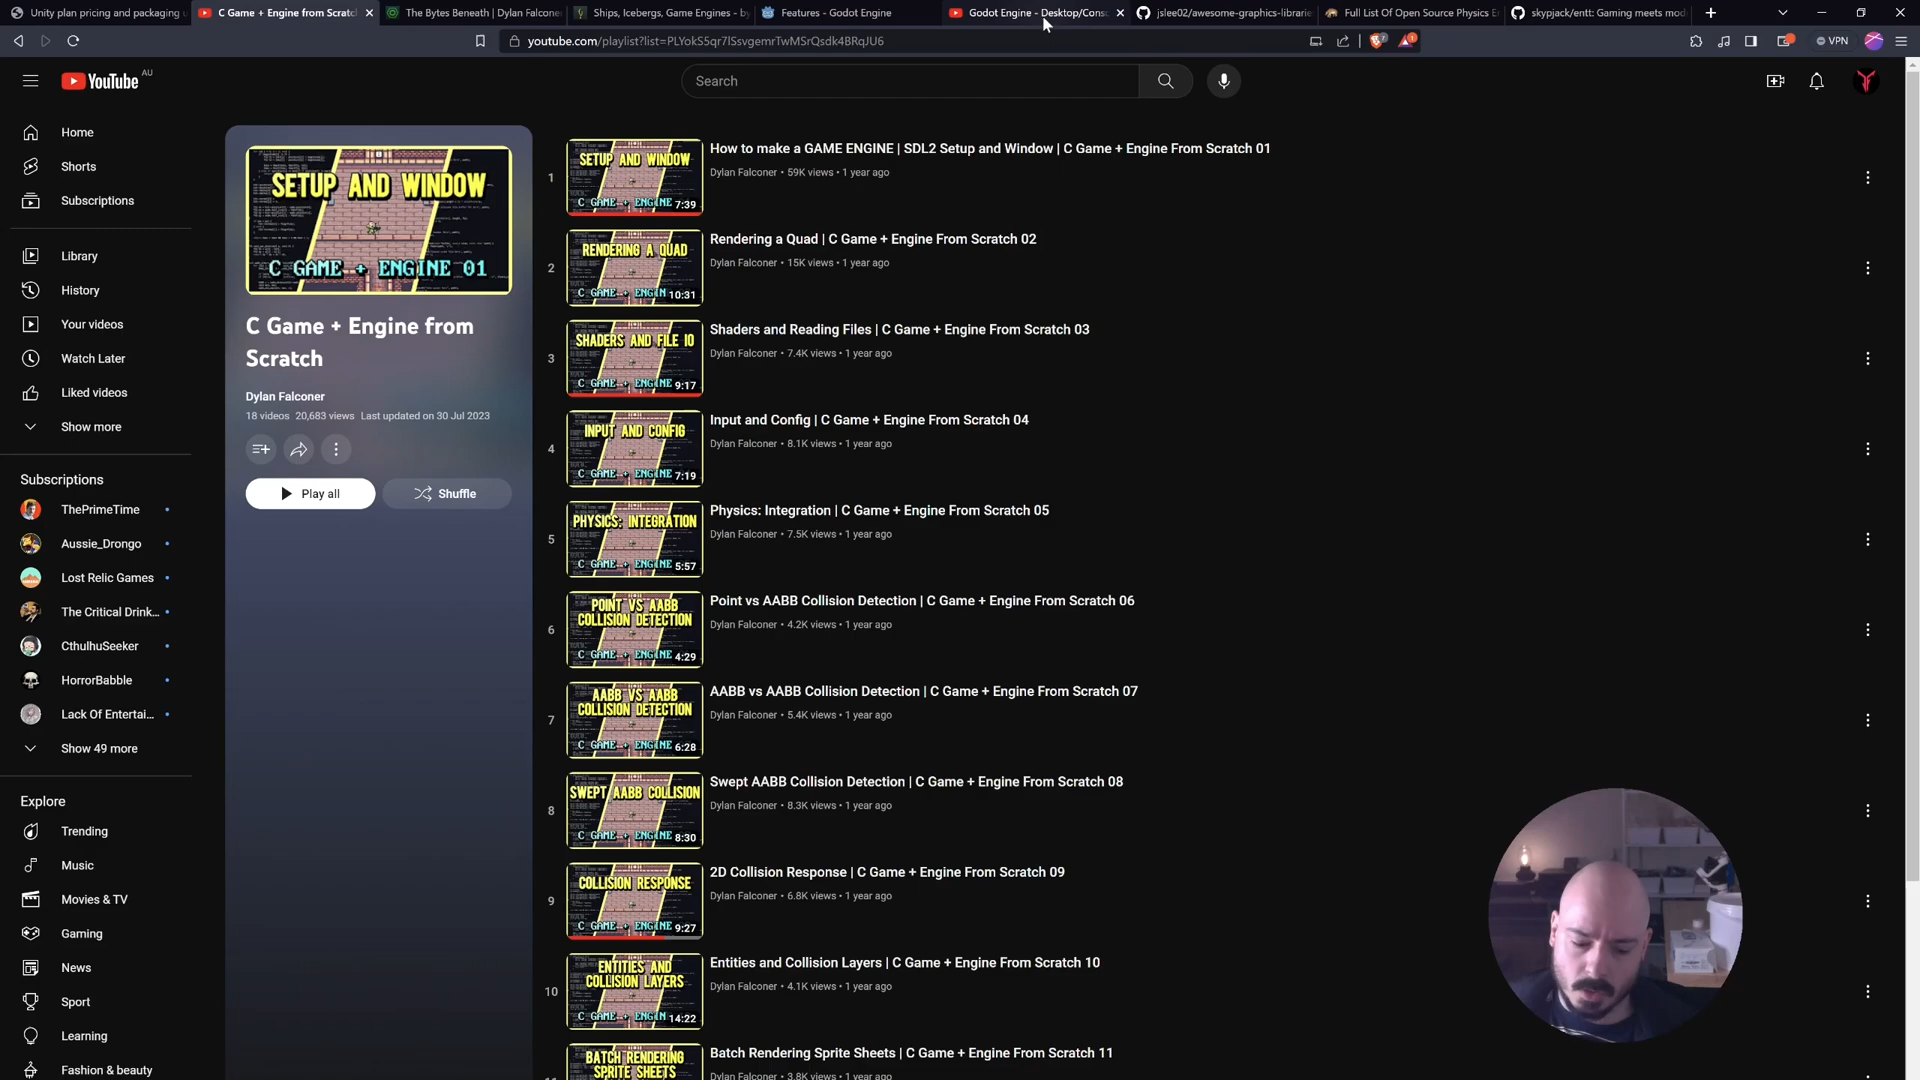 Unity plan pricing and packaging
C Game + Engine from Scratch
The Bytes Beneath | Dylan Falconer
Ships, Icebergs, Game Engines - by
Features - Godot Engine
Godot Engine - Desktop/Conso
jslee02/awesome-graphics-librarie
Full List Of Open Source Physics E
skypjack/entt: Gaming meets mod
youtube.com/playlist?list=PLYokS5qr7lSsvgemrTwMSrQsdk4BRqJU6
VPN
YouTube AU
Search
Home
Shorts
Subscriptions
Library
History
Your videos
Watch Later
Liked videos
Show more
Subscriptions
ThePrimeTime
Aussie_Drongo
Lost Relic Games
The Critical Drink...
CthulhuSeeker
HorrorBabble
Lack Of Entertai...
Show 49 more
Explore
Trending
Music
Movies & TV
Gaming
News
Sport
Learning
Fashion & beauty
SETUP AND WINDOW
C GAME + ENGINE 01
C Game + Engine from
Scratch
Dylan Falconer
18 videos 20,683 views Last updated on 30 Jul 2023
Play all
Shuffle
1
SETUP AND WINDOW
C GAME + ENGINE 7:39
How to make a GAME ENGINE | SDL2 Setup and Window | C Game + Engine From Scratch 01
Dylan Falconer • 59K views • 1 year ago
2
RENDERING A QUAD
C GAME + ENGIN 10:31
Rendering a Quad | C Game + Engine From Scratch 02
Dylan Falconer • 15K views • 1 year ago
3
SHADERS AND FILE IO
C GAME + ENGINE 9:17
Shaders and Reading Files | C Game + Engine From Scratch 03
Dylan Falconer • 7.4K views • 1 year ago
4
INPUT AND CONFIG
C GAME + ENGINE 7:19
Input and Config | C Game + Engine From Scratch 04
Dylan Falconer • 8.1K views • 1 year ago
5
PHYSICS: INTEGRATION
C GAME + ENGINE 5:57
Physics: Integration | C Game + Engine From Scratch 05
Dylan Falconer • 7.5K views • 1 year ago
6
POINT VS AABB
COLLISION DETECTION
C GAME + ENGINE 4:29
Point vs AABB Collision Detection | C Game + Engine From Scratch 06
Dylan Falconer • 4.2K views • 1 year ago
7
AABB VS AABB
COLLISION DETECTION
C GAME + ENGINE 6:28
AABB vs AABB Collision Detection | C Game + Engine From Scratch 07
Dylan Falconer • 5.4K views • 1 year ago
8
SWEPT AABB COLLISION
C GAME + ENGINE 8:30
Swept AABB Collision Detection | C Game + Engine From Scratch 08
Dylan Falconer • 8.3K views • 1 year ago
9
COLLISION RESPONSE
C GAME + ENGINE 9:27
2D Collision Response | C Game + Engine From Scratch 09
Dylan Falconer • 6.8K views • 1 year ago
10
ENTITIES AND
COLLISION LAYERS
C GAME + ENGIN 14:22
Entities and Collision Layers | C Game + Engine From Scratch 10
Dylan Falconer • 4.1K views • 1 year ago
BATCH RENDERING
SPRITE SHEETS
Batch Rendering Sprite Sheets | C Game + Engine From Scratch 11
Dylan Falconer • 3.8K views • 1 year ago